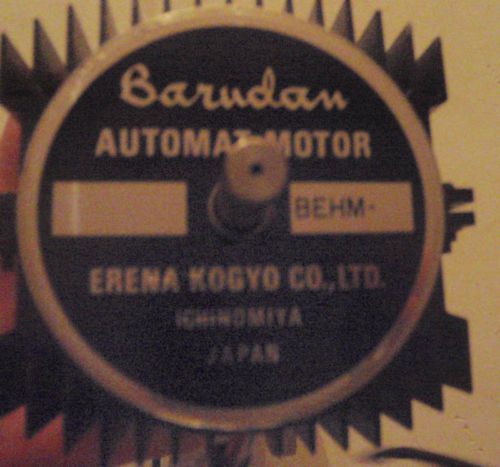 Barudan
AUTOMAT MOTOR
BEHM-
ERENA KOGYO CO., LTD.
ICHINOMIYA
JAPAN